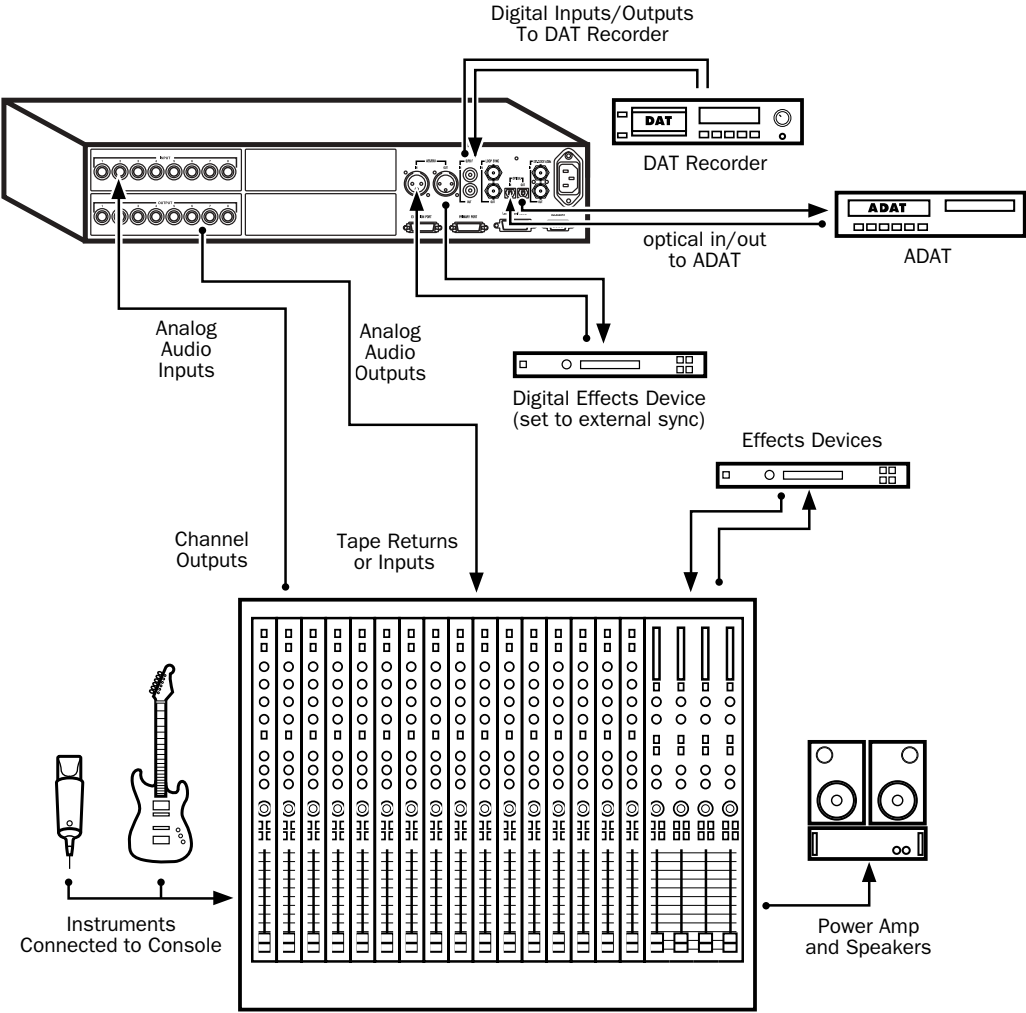 Digital Inputs/Outputs
To DAT Recorder
DAT
DAT Recorder
INPUT
OUTPUT
ADAT
optical in/out
to ADAT
ADAT
Analog
Audio
Inputs
Analog
Audio
Outputs
Digital Effects Device
(set to external sync)
Effects Devices
Channel
Outputs
Tape Returns
or Inputs
Instruments
Connected to Console
Power Amp
and Speakers